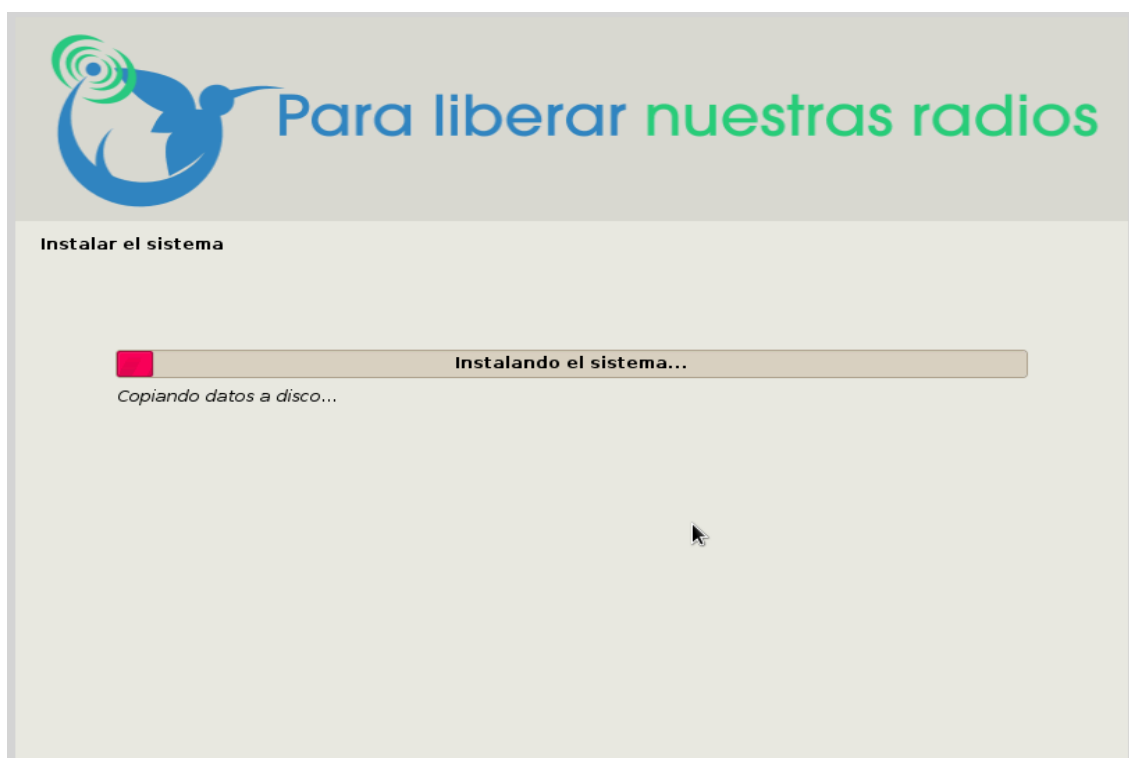 Para liberar nuestras radios
Instalar el sistema
Instalando el sistema...
Copiando datos a disco...